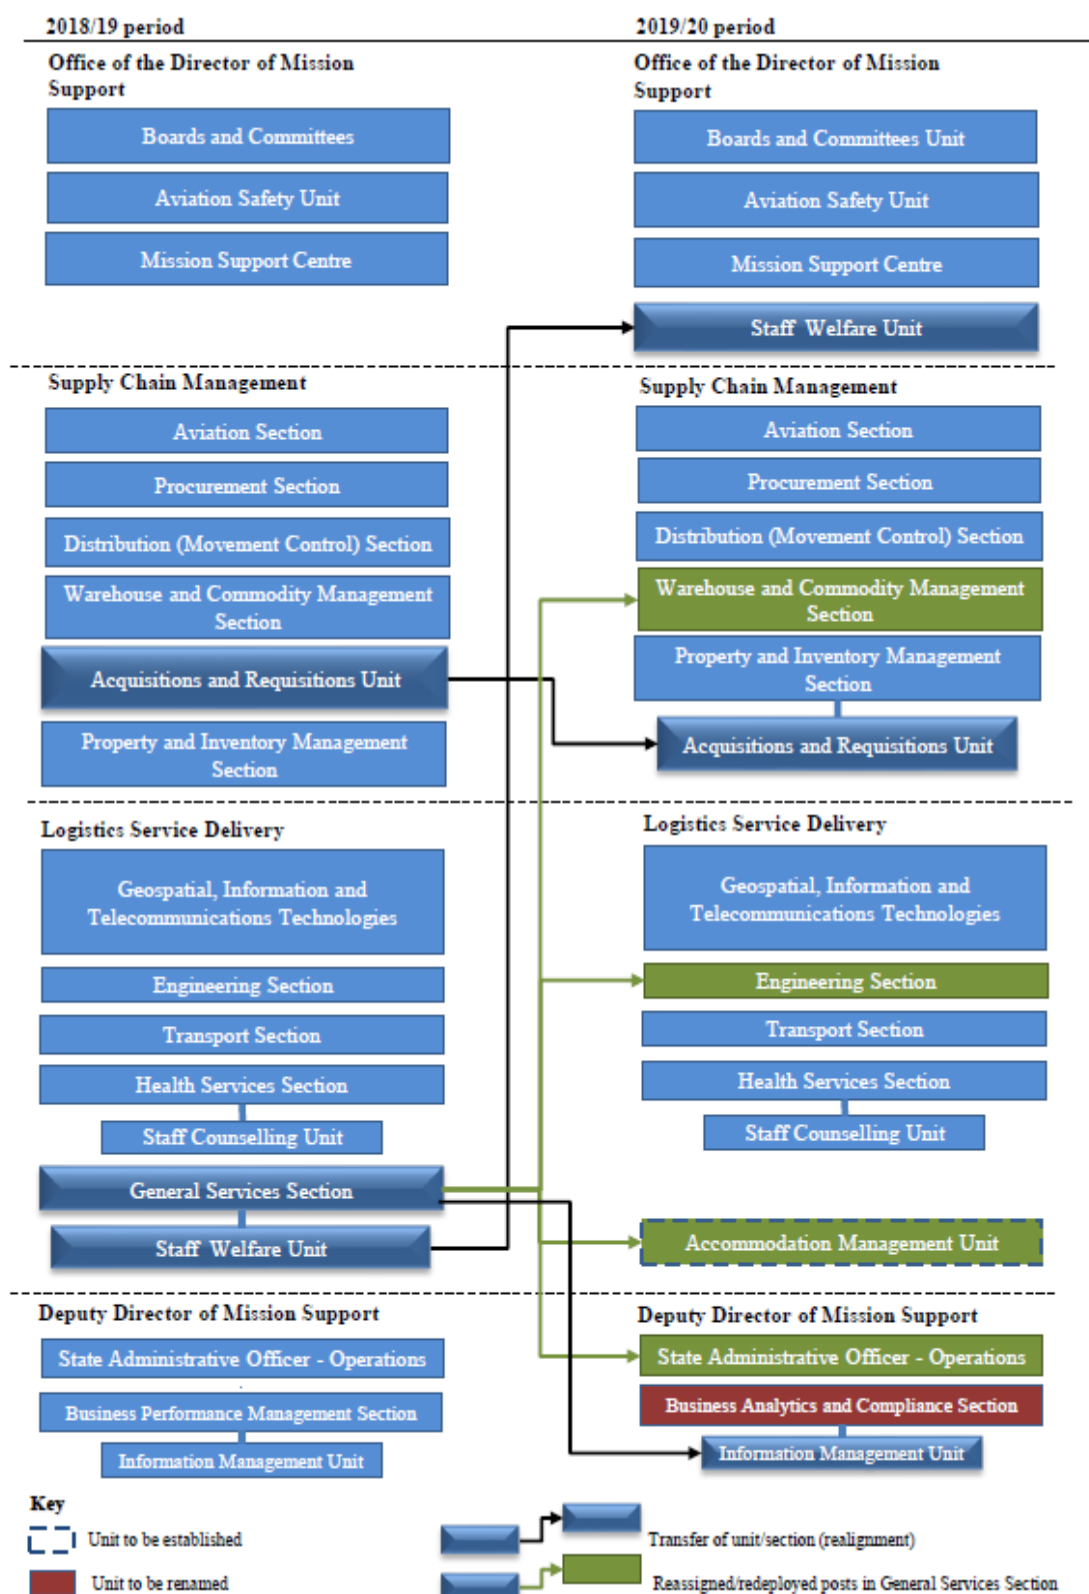 2018/19 period
Office of the Director of Mission
Support
Boards and Committees
Aviation Safety Unit
Mission Support Centre
Supply Chain Management
Aviation Section
Procurement Section
Distribution (Movement Control) Section
Warehouse and Commodity Management
Section
Acquisitions and Requisitions Unit
Property and Inventory Management
Section
Logistics Service Delivery
Geospatial, Information and
Telecommunications Technologies
Engineering Section
Transport Section
Health Services Section
Staff Counselling Unit
General Services Section
Staff Welfare Unit
Deputy Director of Mission Support
State Administrative Officer - Operations
Business Performance Management Section
Information Management Unit
2019/20 period
Office of the Director of Mission
Support
Boards and Committees Unit
Aviation Safety Unit
Mission Support Centre
Staff Welfare Unit
Supply Chain Management
Aviation Section
Procurement Section
Distribution (Movement Control) Section
Warehouse and Commodity Management
Section
Property and Inventory Management
Section
Acquisitions and Requisitions Unit
Logistics Service Delivery
Geospatial, Information and
Telecommunications Technologies
Engineering Section
Transport Section
Health Services Section
Staff Counselling Unit
Accommodation Management Unit
Deputy Director of Mission Support
State Administrative Officer - Operations
Business Analytics and Compliance Section
Information Management Unit
Key
Unit to be established
Unit to be renamed
Transfer of unit/section (realignment)
Reassigned/redeployed posts in General Services Section